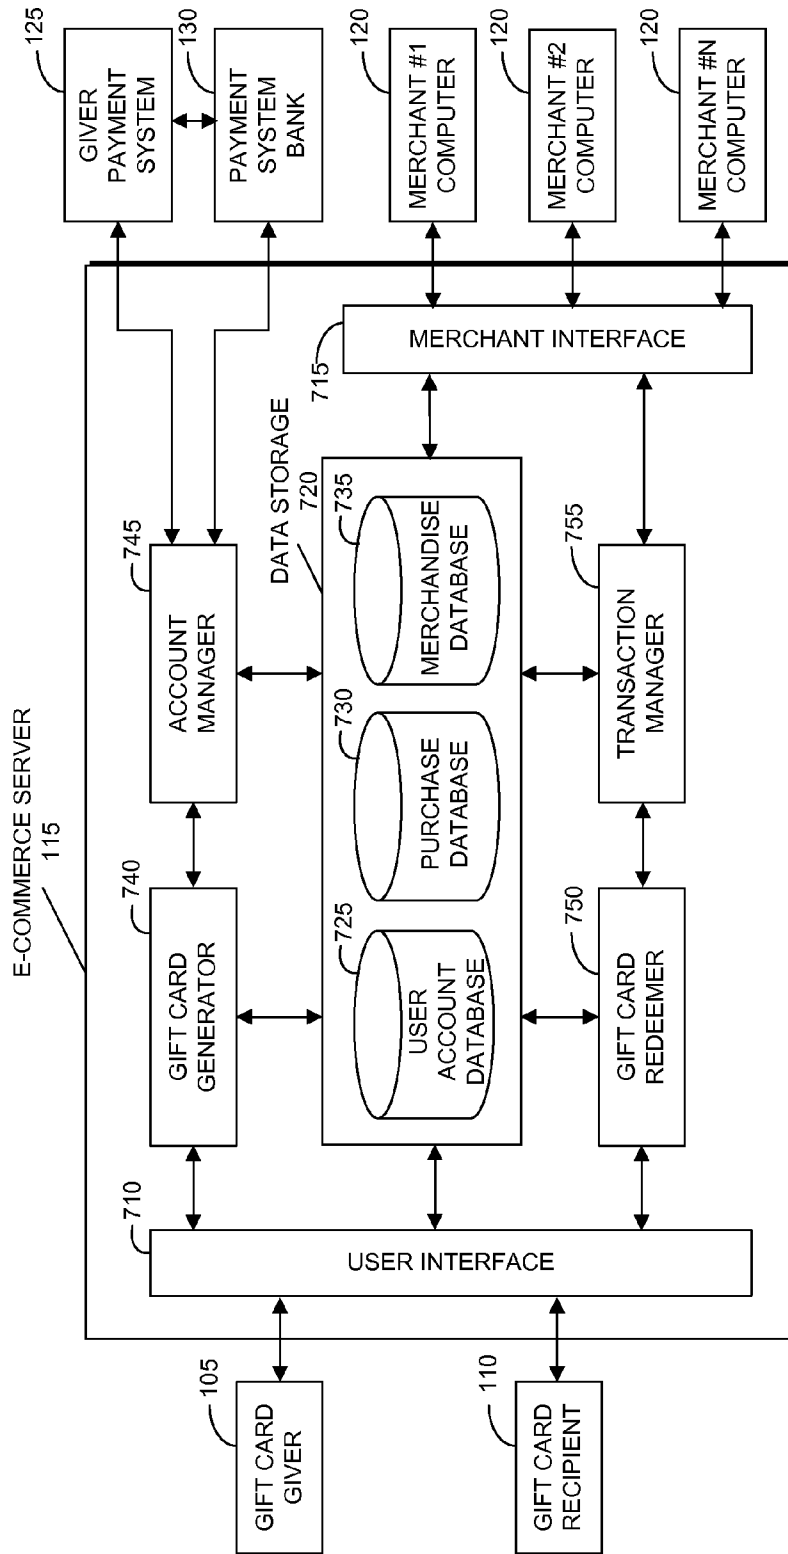 E-COMMERCE SERVER
115
GIFT CARD
GIVER
105
GIFT CARD
RECIPIENT
110
USER INTERFACE
710
GIFT CARD
GENERATOR
740
ACCOUNT
MANAGER
745
DATA STORAGE
720
USER
ACCOUNT
DATABASE
725
PURCHASE
DATABASE
730
MERCHANDISE
DATABASE
735
GIFT CARD
REDEEMER
750
TRANSACTION
MANAGER
755
MERCHANT INTERFACE
715
GIVER
PAYMENT
SYSTEM
125
PAYMENT
SYSTEM
BANK
130
MERCHANT #1
COMPUTER
120
MERCHANT #2
COMPUTER
120
MERCHANT #N
COMPUTER
120